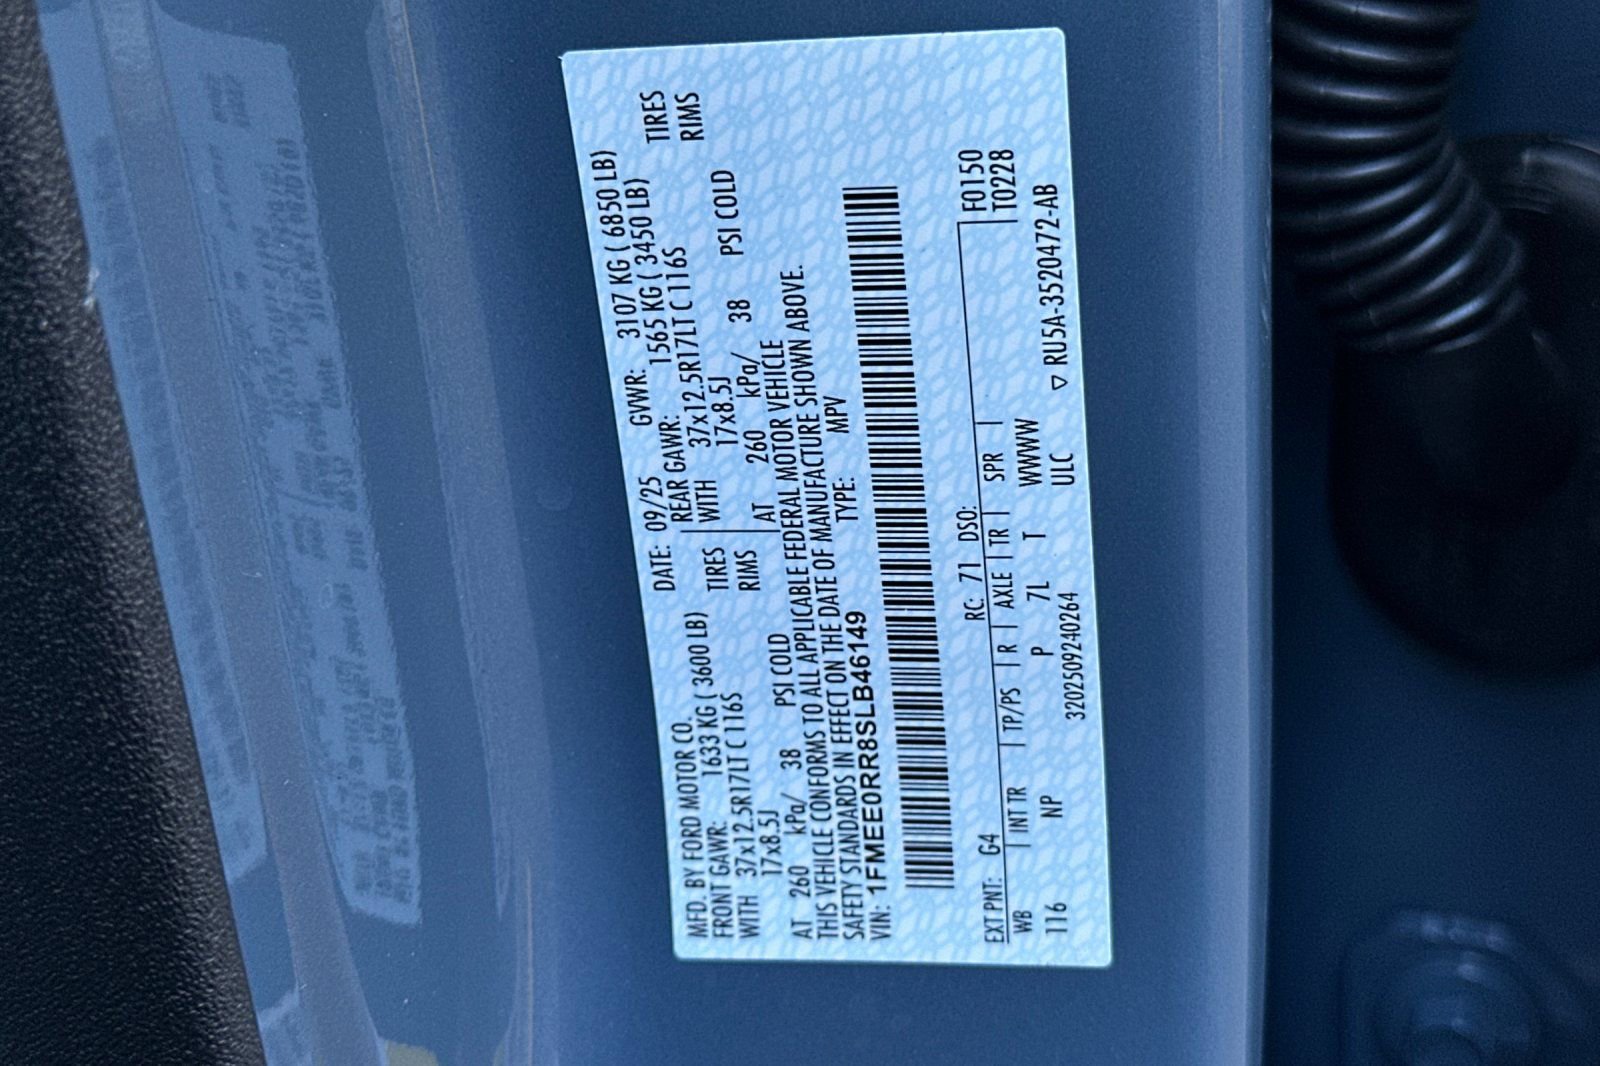 MFD. BY FORD MOTOR CO. DATE: 09/25 GVWR: 3107 KG ( 6850 LB)
FRONT GAWR: 1633 KG ( 3600 LB) REAR GAWR: 1565 KG ( 3450 LB)
WITH 37x12.5R17LT C 116S TIRES WITH 37x12.5R17LT C 116S TIRES
17x8.5J RIMS 17x8.5J RIMS
AT 260 kPa/ 38 PSI COLD AT 260 kPa/ 38 PSI COLD
THIS VEHICLE CONFORMS TO ALL APPLICABLE FEDERAL MOTOR VEHICLE
SAFETY STANDARDS IN EFFECT ON THE DATE OF MANUFACTURE SHOWN ABOVE.
VIN: 1FMEE0RR8SLB46149 TYPE: MPV
EXT PNT: G4 RC: 71 DSO: F0150
WB INT TR TP/PS R AXLE TR SPR T0228
116 NP P 7L T WWWW
3202509240264 ULC ▽ RU5A-3520472-AB